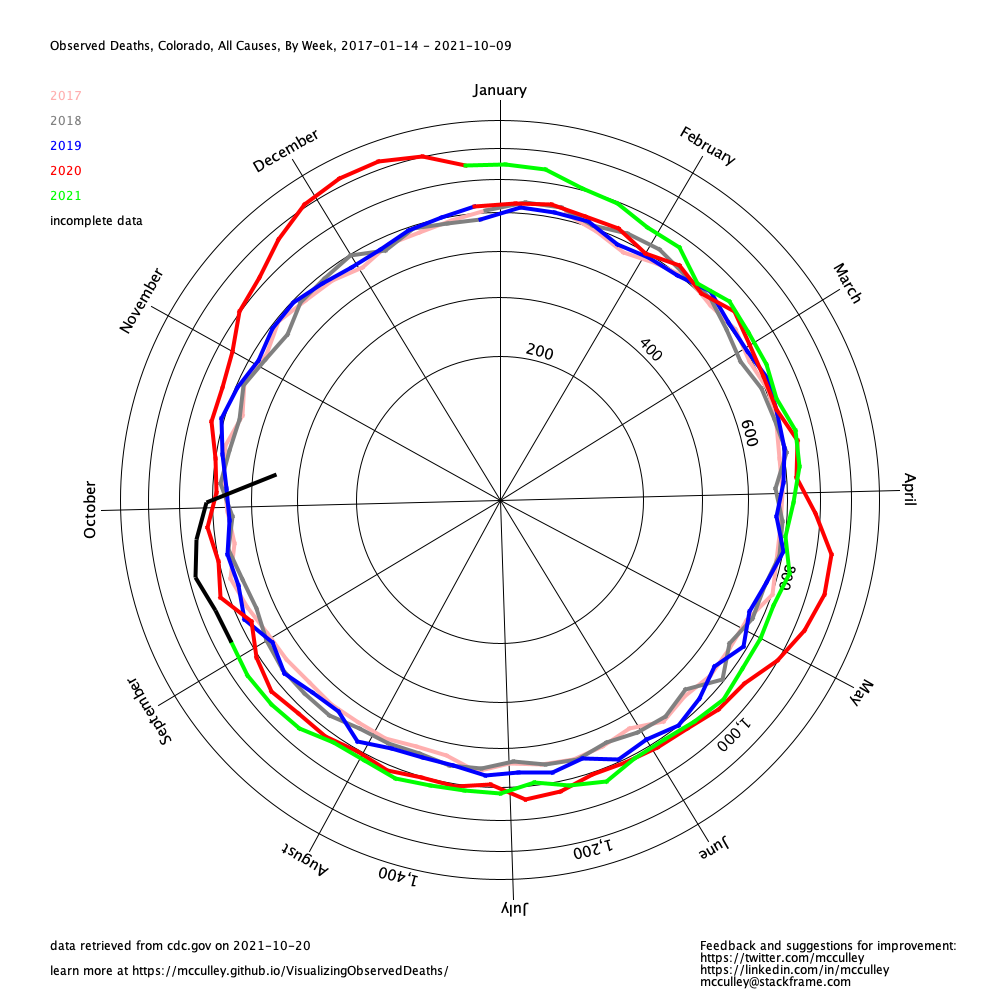 Observed Deaths, Colorado, All Causes, By Week, 2017-01-14 - 2021-10-09
January
2017
2018
2019
2020
2021
incomplete data
December
February
November
March
200
400
600
October
April
800
September
May
1,000
August
June
1,200
1,400
July
data retrieved from cdc.gov on 2021-10-20
learn more at https://mcculley.github.io/VisualizingObservedDeaths/
Feedback and suggestions for improvement:
https://twitter.com/mcculley
https://linkedin.com/in/mcculley
mcculley@stackframe.com